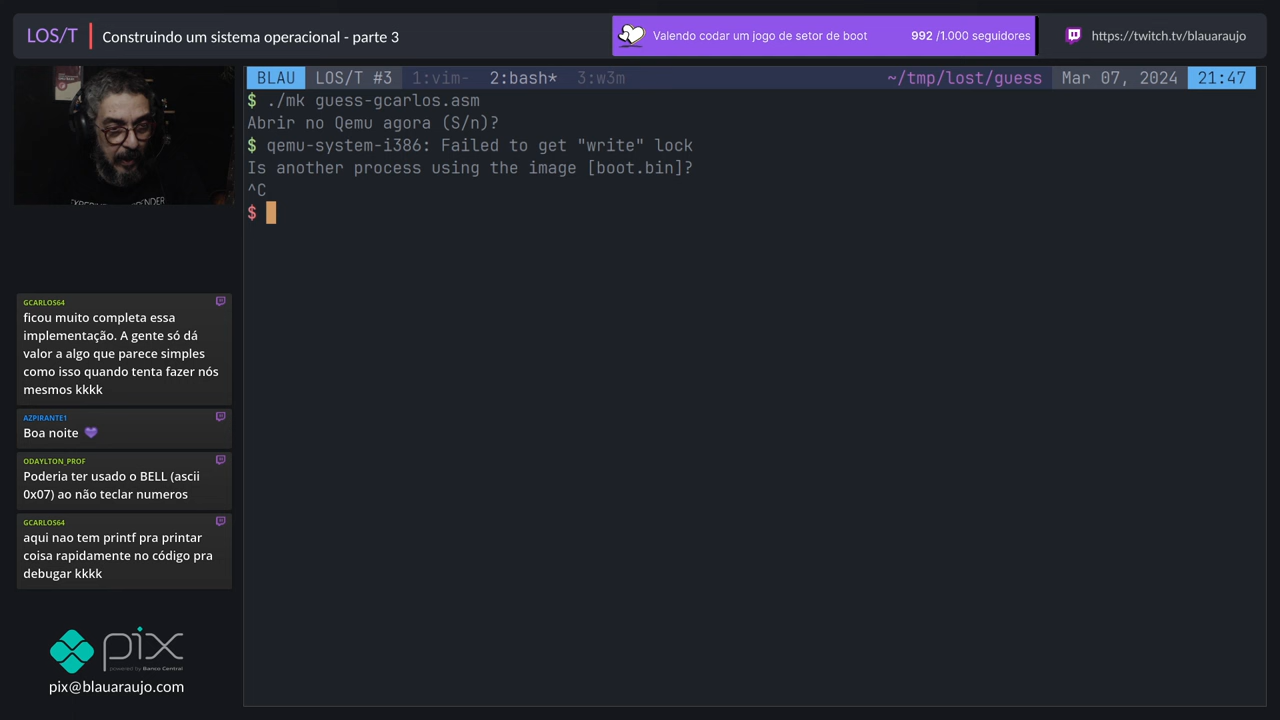 LOS/T
Construindo um sistema operacional - parte 3
Valendo codar um jogo de setor de boot
992 /1.000 seguidores
https://twitch.tv/blauaraujo
BLAU LOS/T #3 1:vim- 2:bash* 3:w3m ~/tmp/lost/guess Mar 07, 2024 21:47
$ ./mk guess-gcarlos.asm
Abrir no Qemu agora (S/n)?
$ qemu-system-i386: Failed to get "write" lock
Is another process using the image [boot.bin]?
^C
$
GCARLOS64
ficou muito completa essa
implementação. A gente só dá
valor a algo que parece simples
como isso quando tenta fazer nós
mesmos kkkk
AZPIRANTE1
Boa noite 💜
ODAYLTON_PROF
Poderia ter usado o BELL (ascii
0x07) ao não teclar numeros
GCARLOS64
aqui nao tem printf pra printar
coisa rapidamente no código pra
debugar kkkk
pix
powered by Banco Central
pix@blauaraujo.com